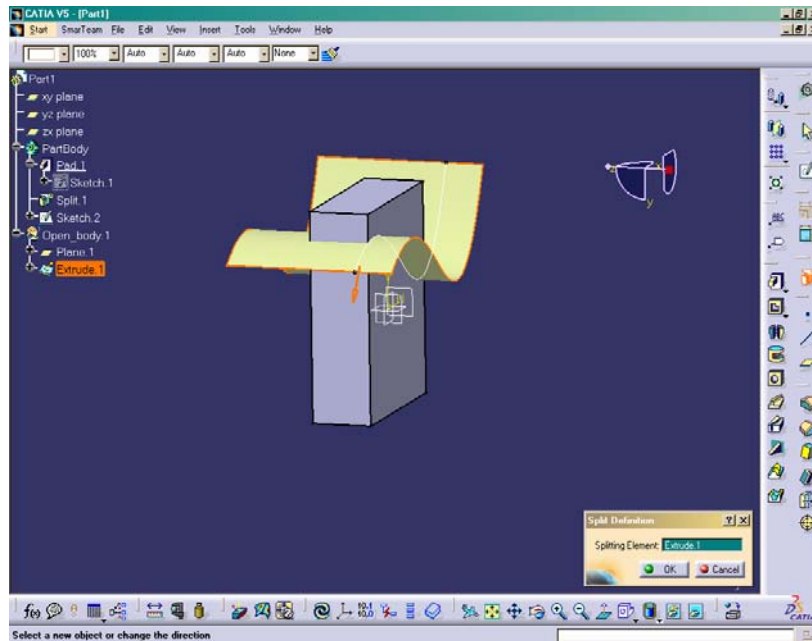 CATIA V5 - [Part1]
Start SmarTeam File Edit View Insert Tools Window Help
100% Auto Auto Auto None
Part1
xy plane
yz plane
zx plane
PartBody
Pad.1
Sketch.1
Split.1
Sketch.2
Open_body.1
Plane.1
Extrude.1
y
Split Definition
Splitting Element: Extrude.1
OK Cancel
f(x)
Select a new object or change the direction